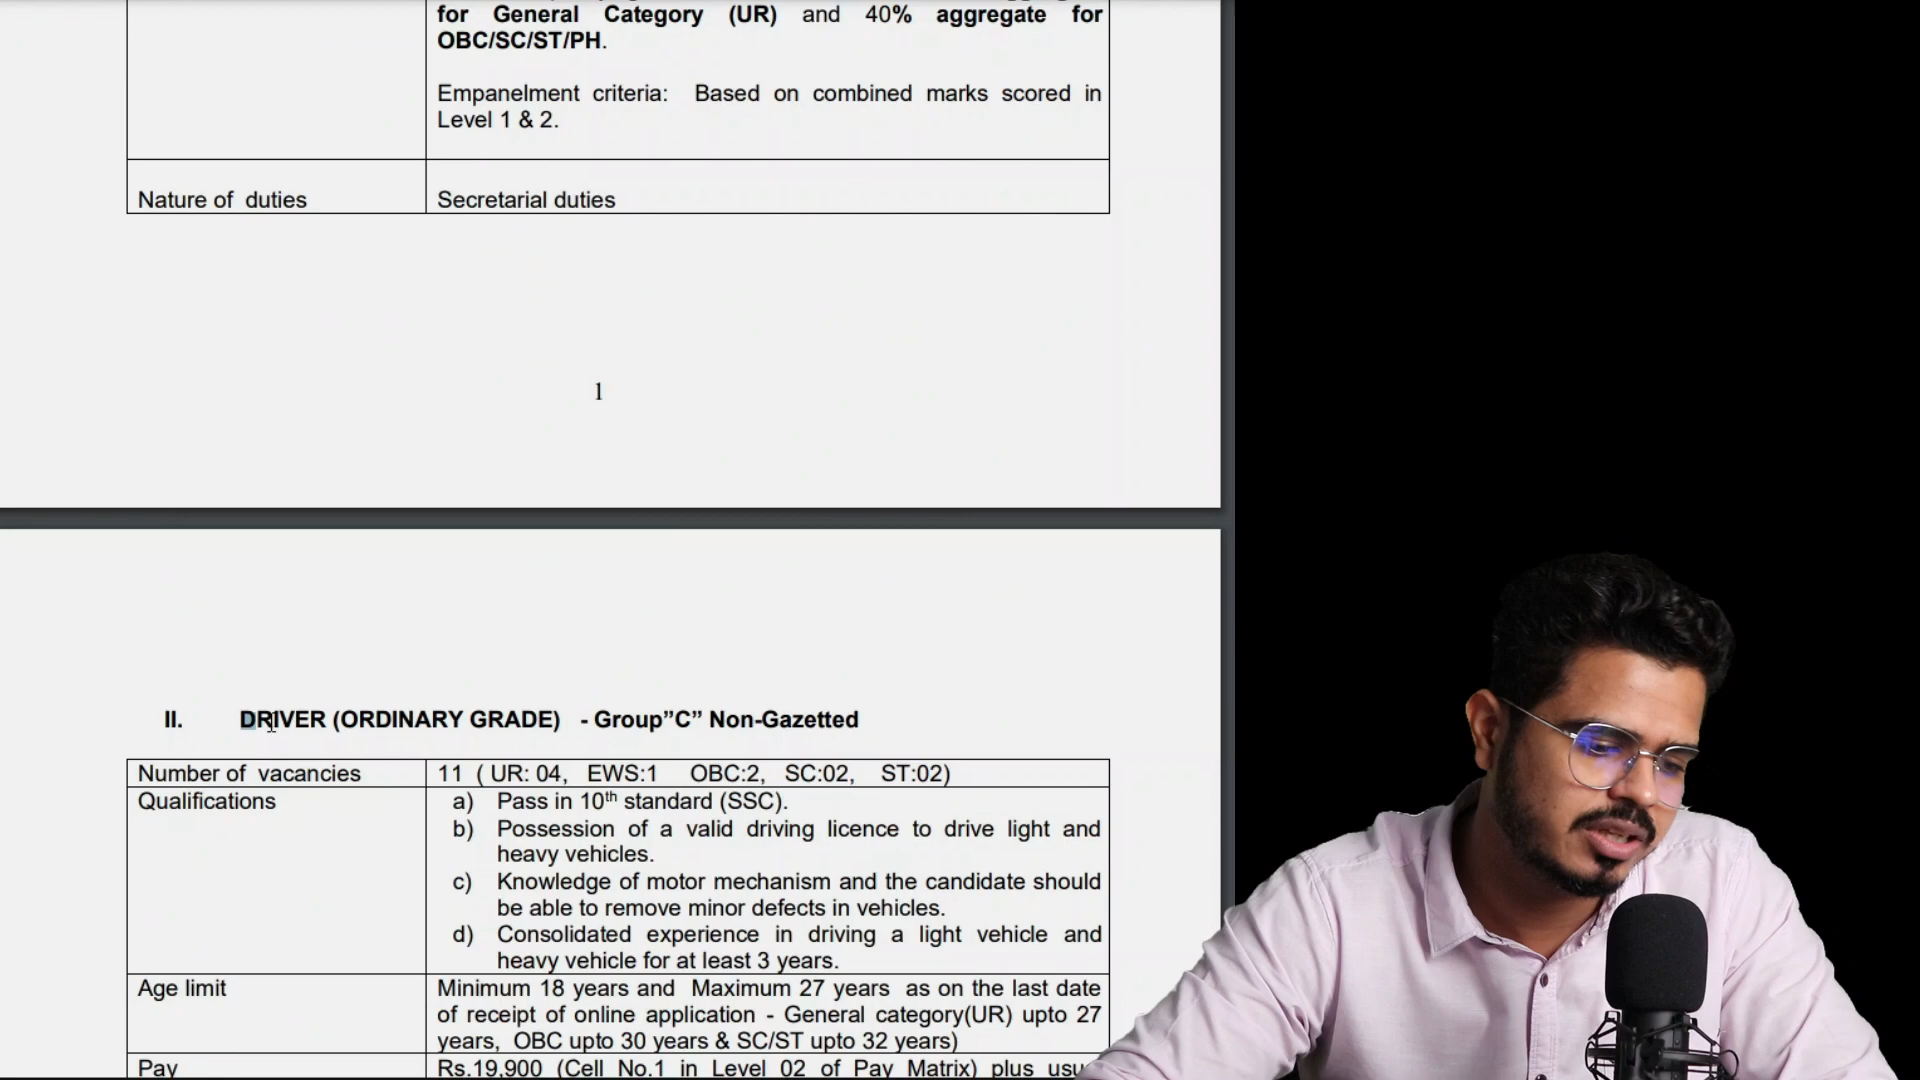 for General Category (UR) and 40% aggregate for
OBC/SC/ST/PH.
Empanelment criteria: Based on combined marks scored in
Level 1 & 2.
Nature of duties Secretarial duties
1
II. DRIVER (ORDINARY GRADE) - Group”C” Non-Gazetted
Number of vacancies 11 ( UR: 04, EWS:1 OBC:2, SC:02, ST:02)
Qualifications a) Pass in 10th standard (SSC).
b) Possession of a valid driving licence to drive light and
heavy vehicles.
c) Knowledge of motor mechanism and the candidate should
be able to remove minor defects in vehicles.
d) Consolidated experience in driving a light vehicle and
heavy vehicle for at least 3 years.
Age limit Minimum 18 years and Maximum 27 years as on the last date
of receipt of online application - General category(UR) upto 27
years, OBC upto 30 years & SC/ST upto 32 years)
Pay Rs.19,900 (Cell No.1 in Level 02 of Pay Matrix) plus